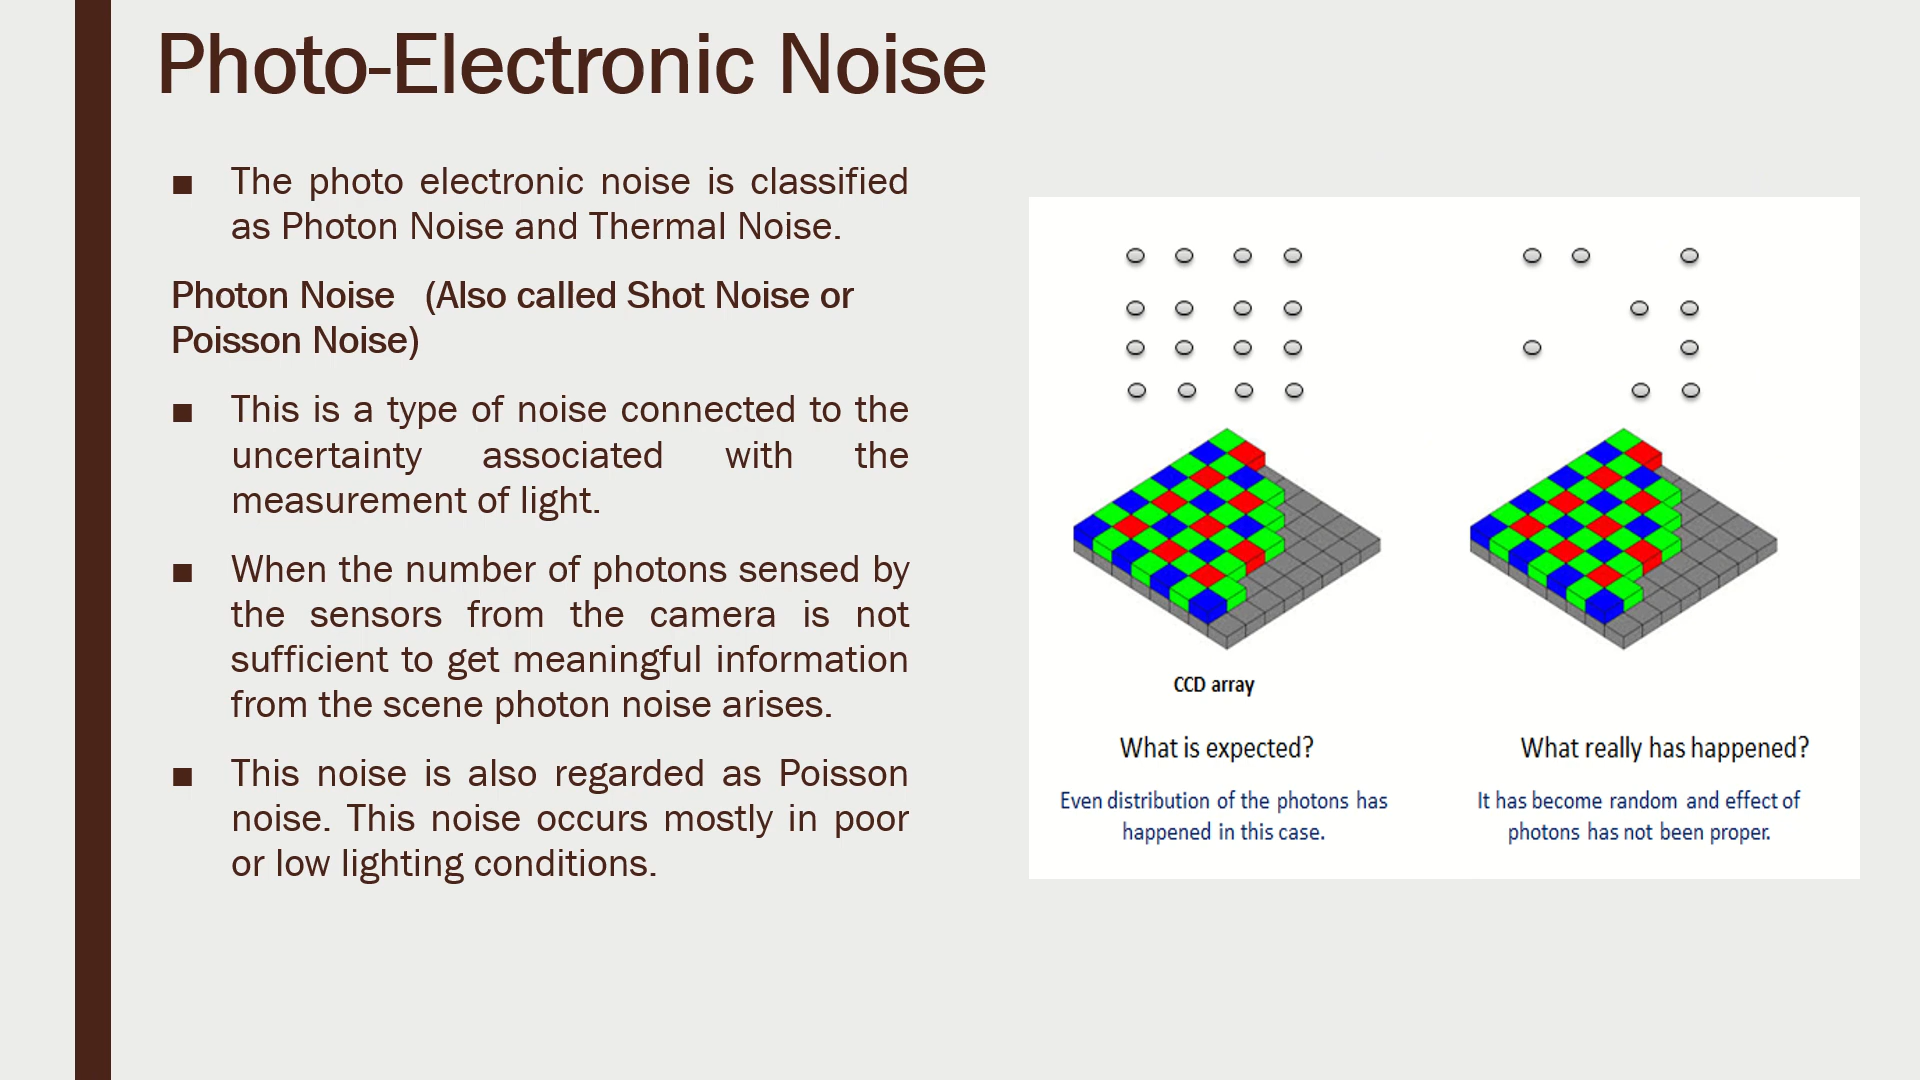 Photo-Electronic Noise
■ The photo electronic noise is classified
as Photon Noise and Thermal Noise.
Photon Noise (Also called Shot Noise or
Poisson Noise)
■ This is a type of noise connected to the
uncertainty associated with the
measurement of light.
■ When the number of photons sensed by
the sensors from the camera is not
sufficient to get meaningful information
from the scene photon noise arises.
■ This noise is also regarded as Poisson
noise. This noise occurs mostly in poor
or low lighting conditions.
CCD array
What is expected?
Even distribution of the photons has
happened in this case.
What really has happened?
It has become random and effect of
photons has not been proper.